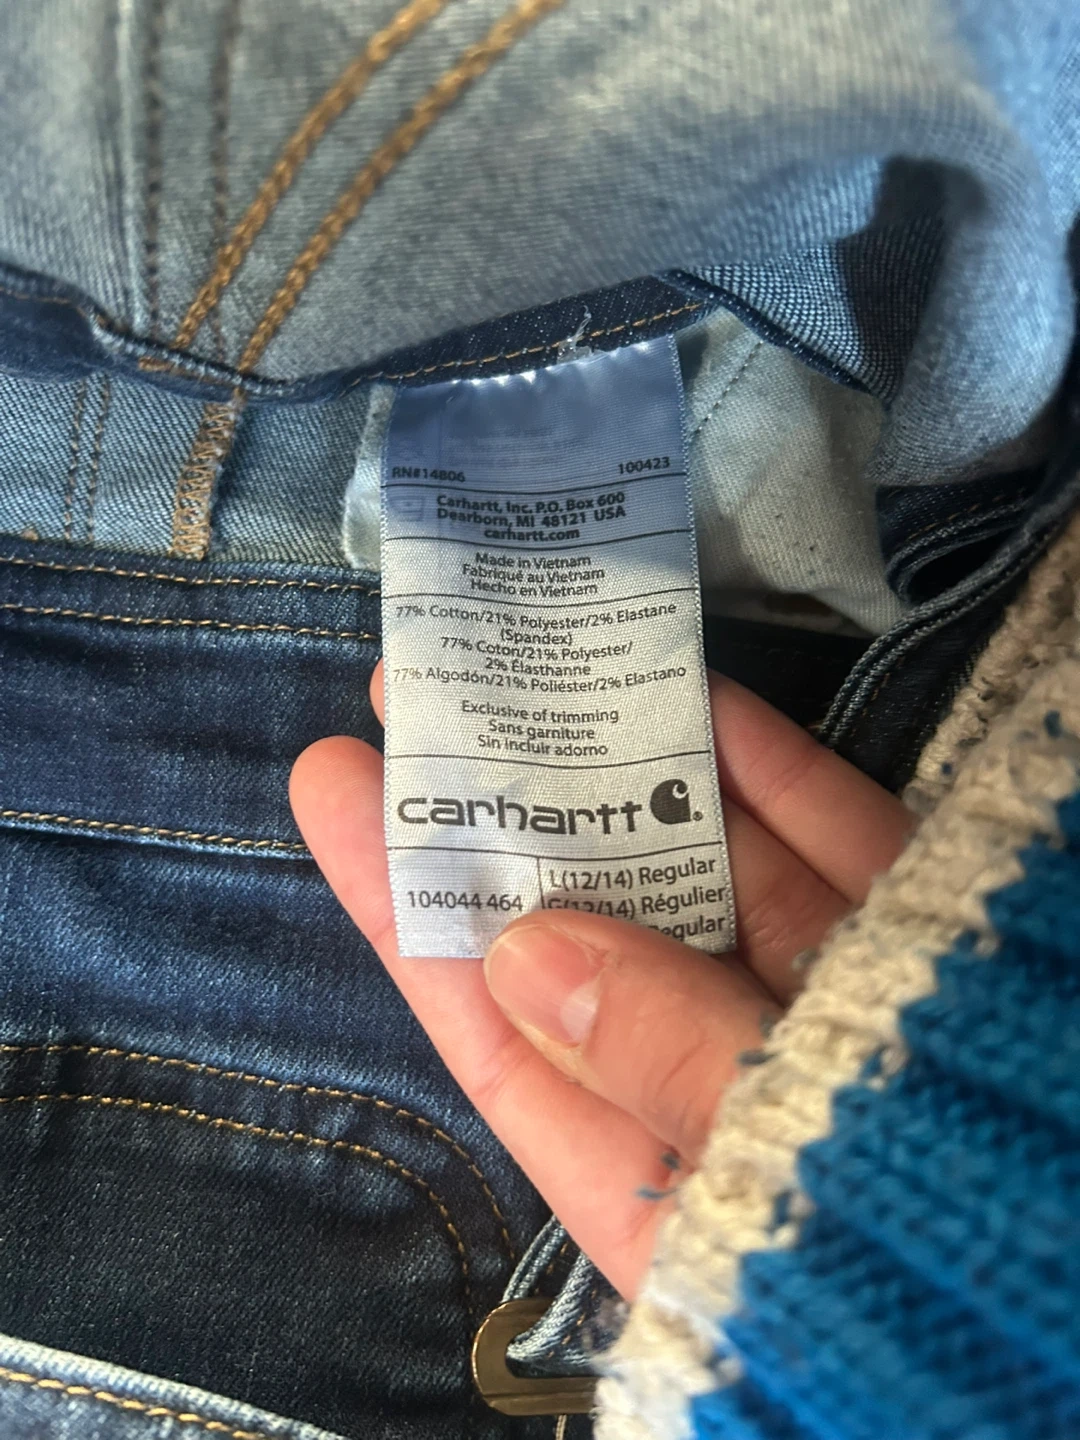 RN#14806 100423
Carhartt, Inc. P.O. Box 600
Dearborn, MI 48121 USA
carhartt.com
Made in Vietnam
Fabriqué au Vietnam
Hecho en Vietnam
77% Cotton/21% Polyester/2% Elastane
(Spandex)
77% Coton/21% Polyester/
2% Élasthanne
77% Algodón/21% Poliéster/2% Elastano
Exclusive of trimming
Sans garniture
Sin incluir adorno
carhartt
104044 464
L(12/14) Regular
G(12/14) Régulier
Regular